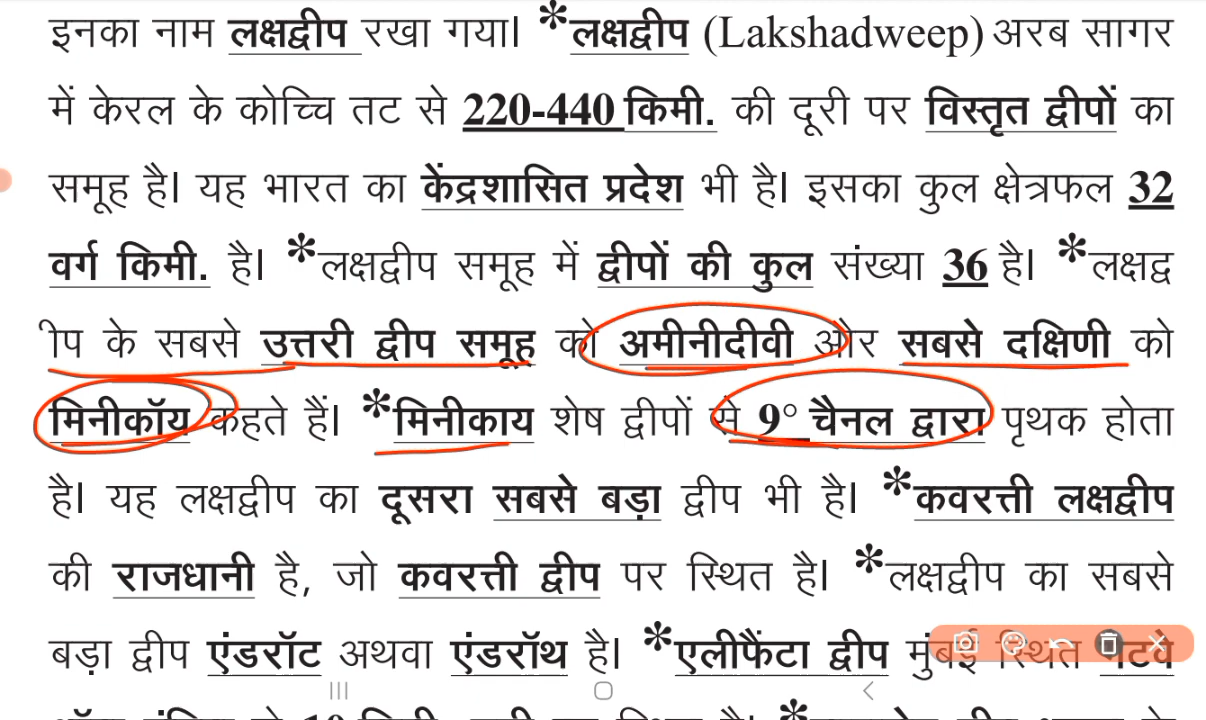 इनका नाम लक्षद्वीप रखा गया। *लक्षद्वीप (Lakshadweep) अरब सागर
में केरल के कोच्चि तट से 220-440 किमी. की दूरी पर विस्तृत द्वीपों का
समूह है। यह भारत का केंद्रशासित प्रदेश भी है। इसका कुल क्षेत्रफल 32
वर्ग किमी. है। *लक्षद्वीप समूह में द्वीपों की कुल संख्या 36 है। *लक्षद्व
ीप के सबसे उत्तरी द्वीप समूह को अमीनीदीवी ओर सबसे दक्षिणी को
मिनीकॉय कहते हैं। *मिनीकाय शेष द्वीपों से 9° चैनल द्वारा पृथक होता
है। यह लक्षद्वीप का दूसरा सबसे बड़ा द्वीप भी है। *कवरत्ती लक्षद्वीप
की राजधानी है, जो कवरत्ती द्वीप पर स्थित है। *लक्षद्वीप का सबसे
बड़ा द्वीप एंडरॉट अथवा एंडरॉथ है। *एलीफैंटा द्वीप मुंबई स्थित गेटवे